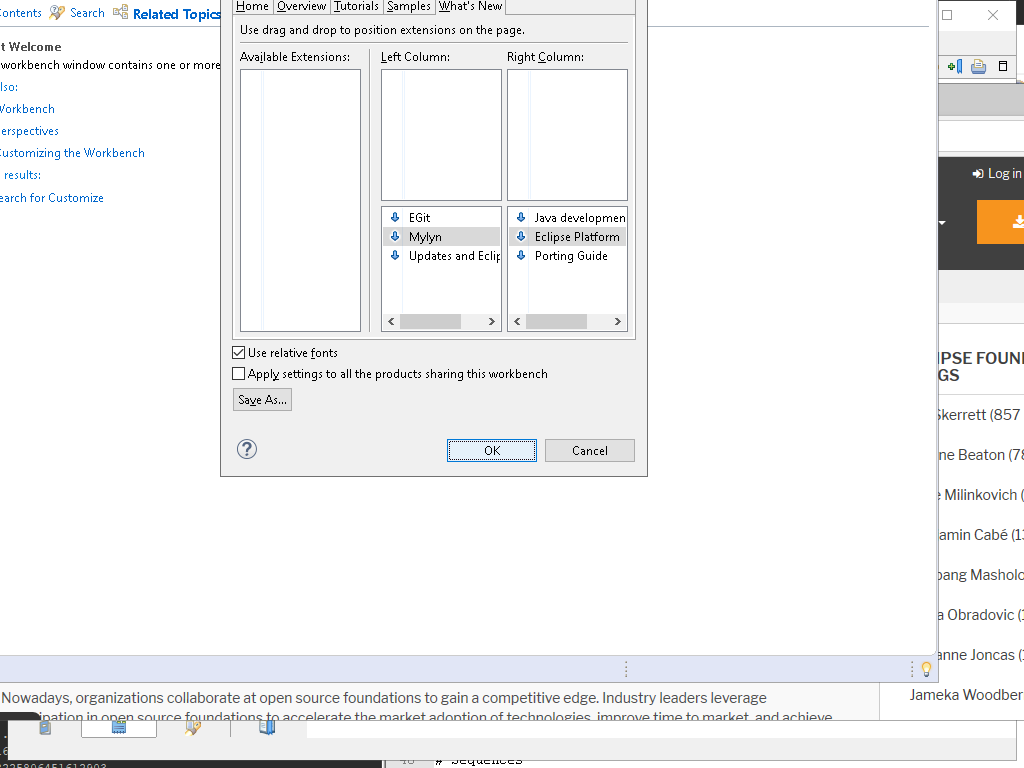 Contents Search Related Topics
Home Overview Tutorials Samples What's New
Use drag and drop to position extensions on the page.
Available Extensions: Left Column: Right Column:
t Welcome
workbench window contains one or more
lso:
Workbench
erspectives
Customizing the Workbench
results:
earch for Customize
EGit
Mylyn
Updates and Eclip
Java developmen
Eclipse Platform
Porting Guide
Use relative fonts
Apply settings to all the products sharing this workbench
Save As...
OK Cancel
Log in
IPSE FOUN
GS
Skerrett (857
ne Beaton (78
e Milinkovich (
amin Cabé (13
pang Masholo
a Obradovic (
anne Joncas (
Jameka Woodber
Nowadays, organizations collaborate at open source foundations to gain a competitive edge. Industry leaders leverage
ipation in open source foundations to accelerate the market adoption of technologies, improve time to market, and achieve
# Sequences